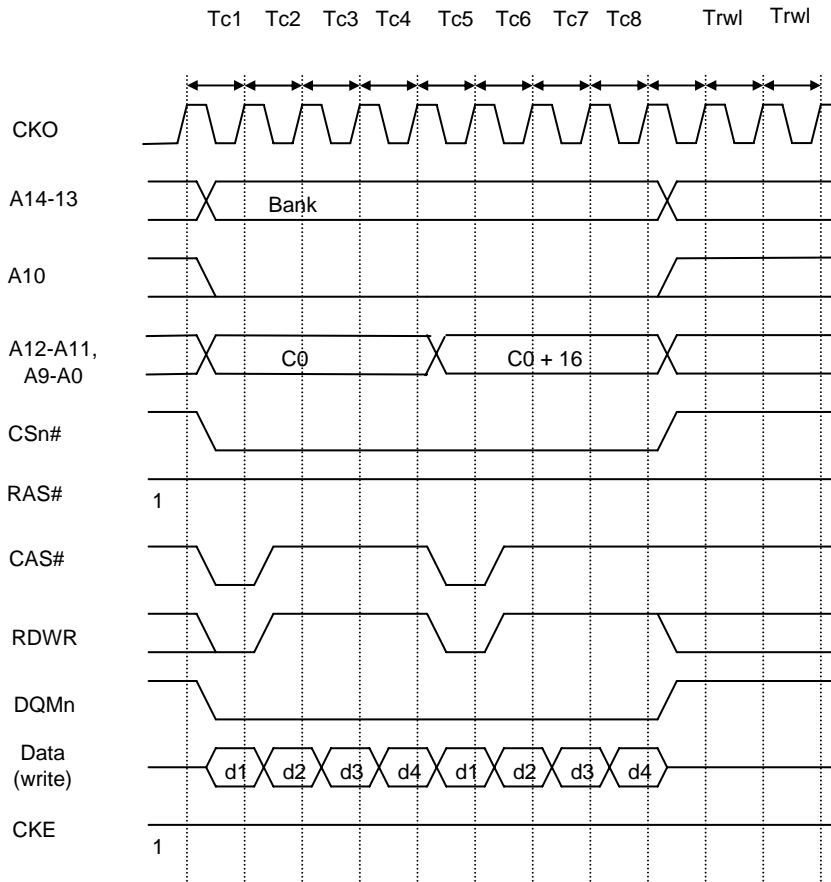 Tc1 Tc2 Tc3 Tc4 Tc5 Tc6 Tc7 Tc8 Trwl Trwl
CKO
A14-13
Bank
A10
A12-A11,
A9-A0
C0
C0 + 16
CSn#
RAS#
1
CAS#
RDWR
DQMn
Data
(write)
d1 d2 d3 d4 d1 d2 d3 d4
CKE
1